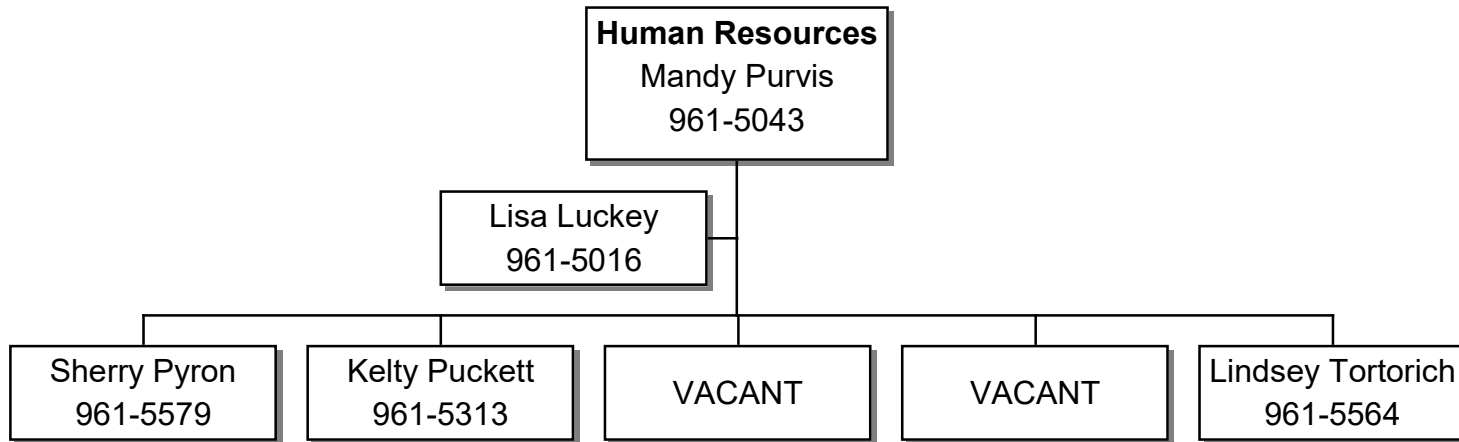 Human Resources
Mandy Purvis
961-5043
Lisa Luckey
961-5016
Sherry Pyron
961-5579
Kelty Puckett
961-5313
VACANT
VACANT
Lindsey Tortorich
961-5564